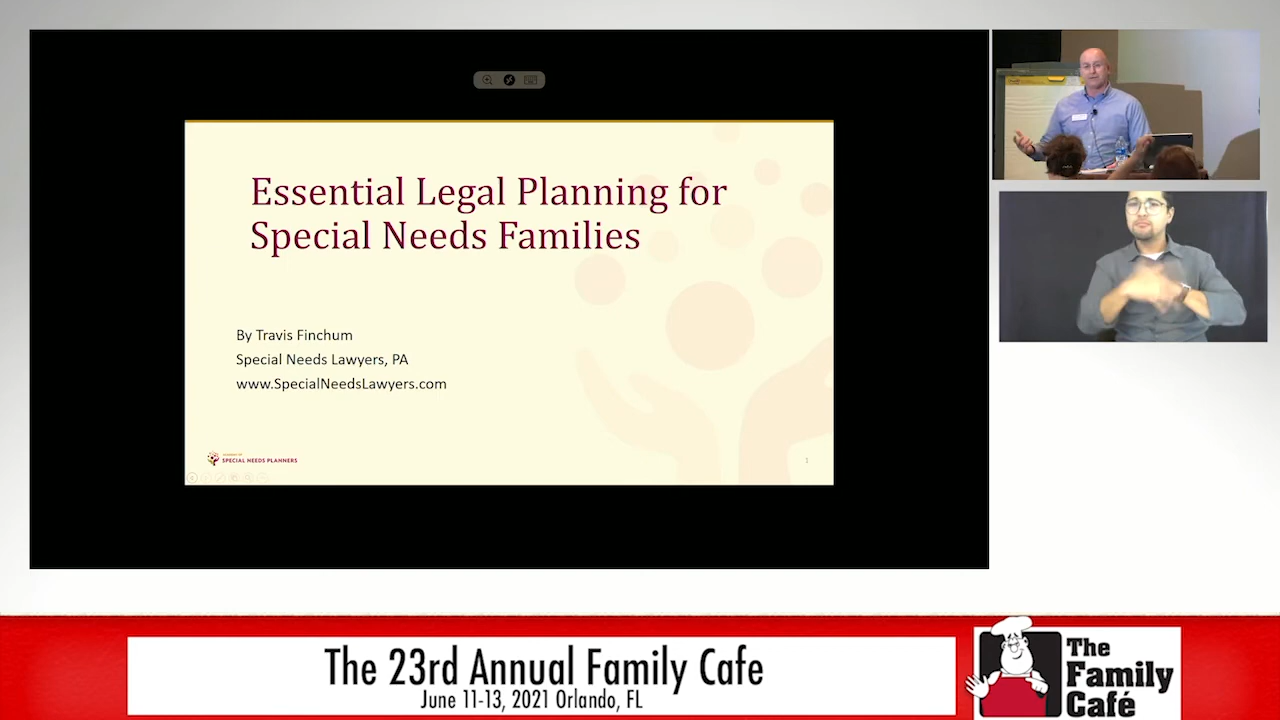 Essential Legal Planning for
Special Needs Families
By Travis Finchum
Special Needs Lawyers, PA
www.SpecialNeedsLawyers.com
SPECIAL NEEDS PLANNERS
1
The 23rd Annual Family Cafe
June 11-13, 2021 Orlando, FL
The
Family
Café